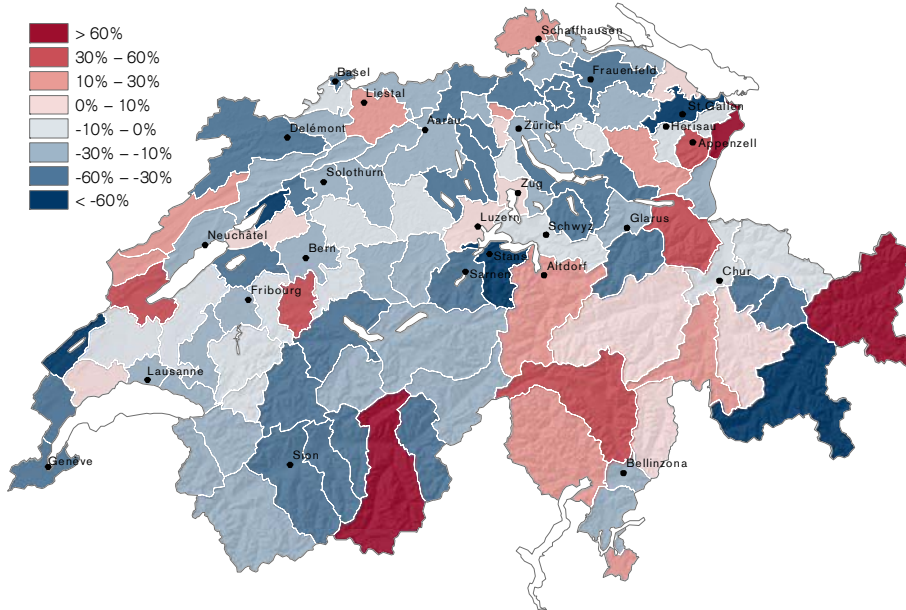 > 60%
30% – 60%
10% – 30%
0% – 10%
-10% – 0%
-30% – -10%
-60% – -30%
< -60%
Schaffhausen
Basel
Frauenfeld
Liestal
St.Gallen
Delémont
Aarau
Zürich
Herisau
Appenzell
Solothurn
Zug
Luzern
Neuchâtel
Schwyz
Glarus
Bern
Stans
Sarnen
Altdorf
Chur
Fribourg
Lausanne
Genève
Sion
Bellinzona